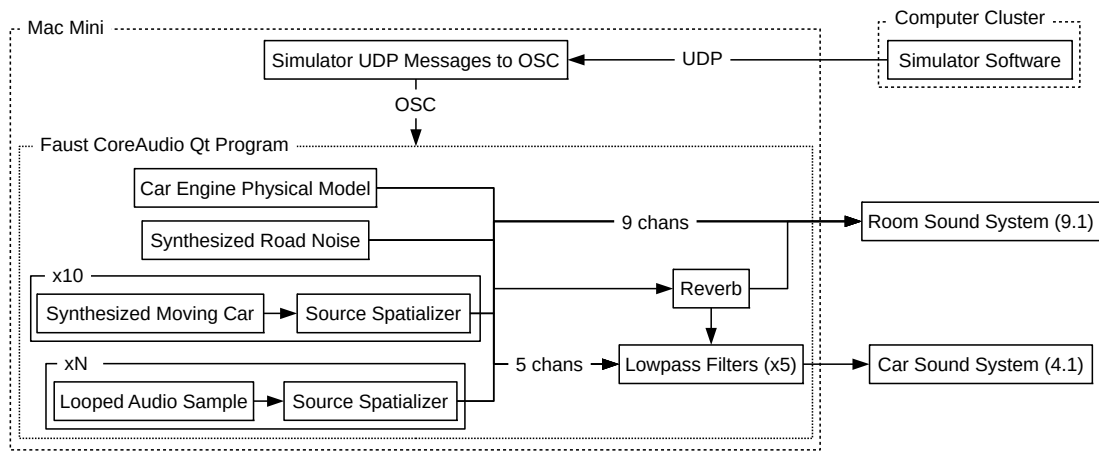 Computer Cluster
Mac Mini
Simulator UDP Messages to OSC
UDP
Simulator Software
OSC
Faust CoreAudio Qt Program
Car Engine Physical Model
9 chans
Room Sound System (9.1)
Synthesized Road Noise
x10
Reverb
Synthesized Moving Car
Source Spatializer
xN
5 chans
Lowpass Filters (x5)
Car Sound System (4.1)
Looped Audio Sample
Source Spatializer